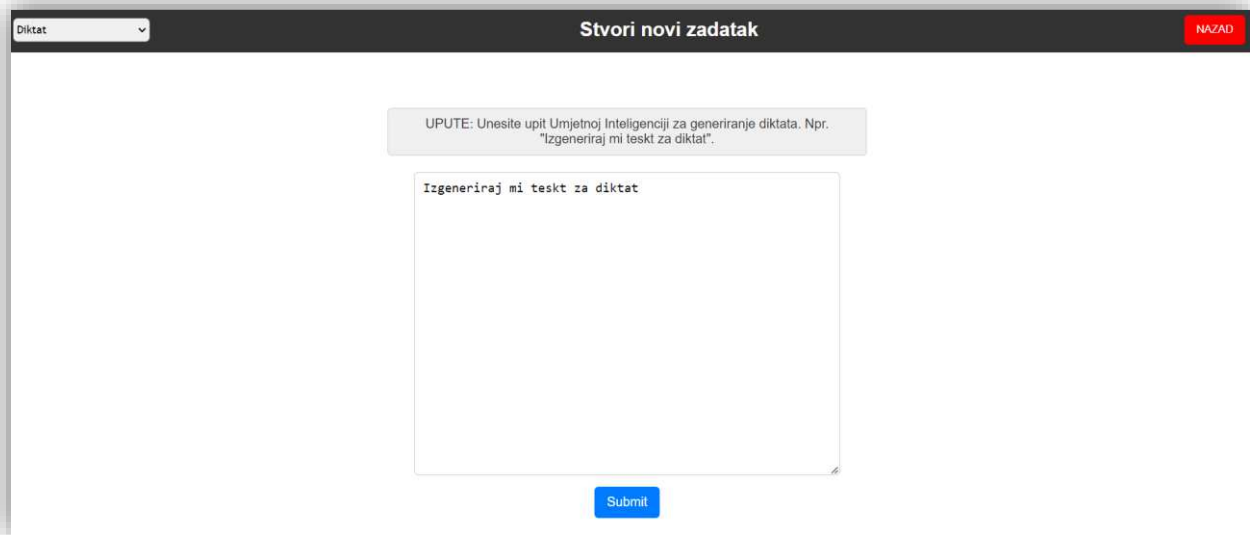 Diktat
Stvori novi zadatak
NAZAD
UPUTE: Unesite upit Umjetnoj Inteligenciji za generiranje diktata. Npr.
"Izgeneriraj mi teskt za diktat".
Izgeneriraj mi teskt za diktat
Submit